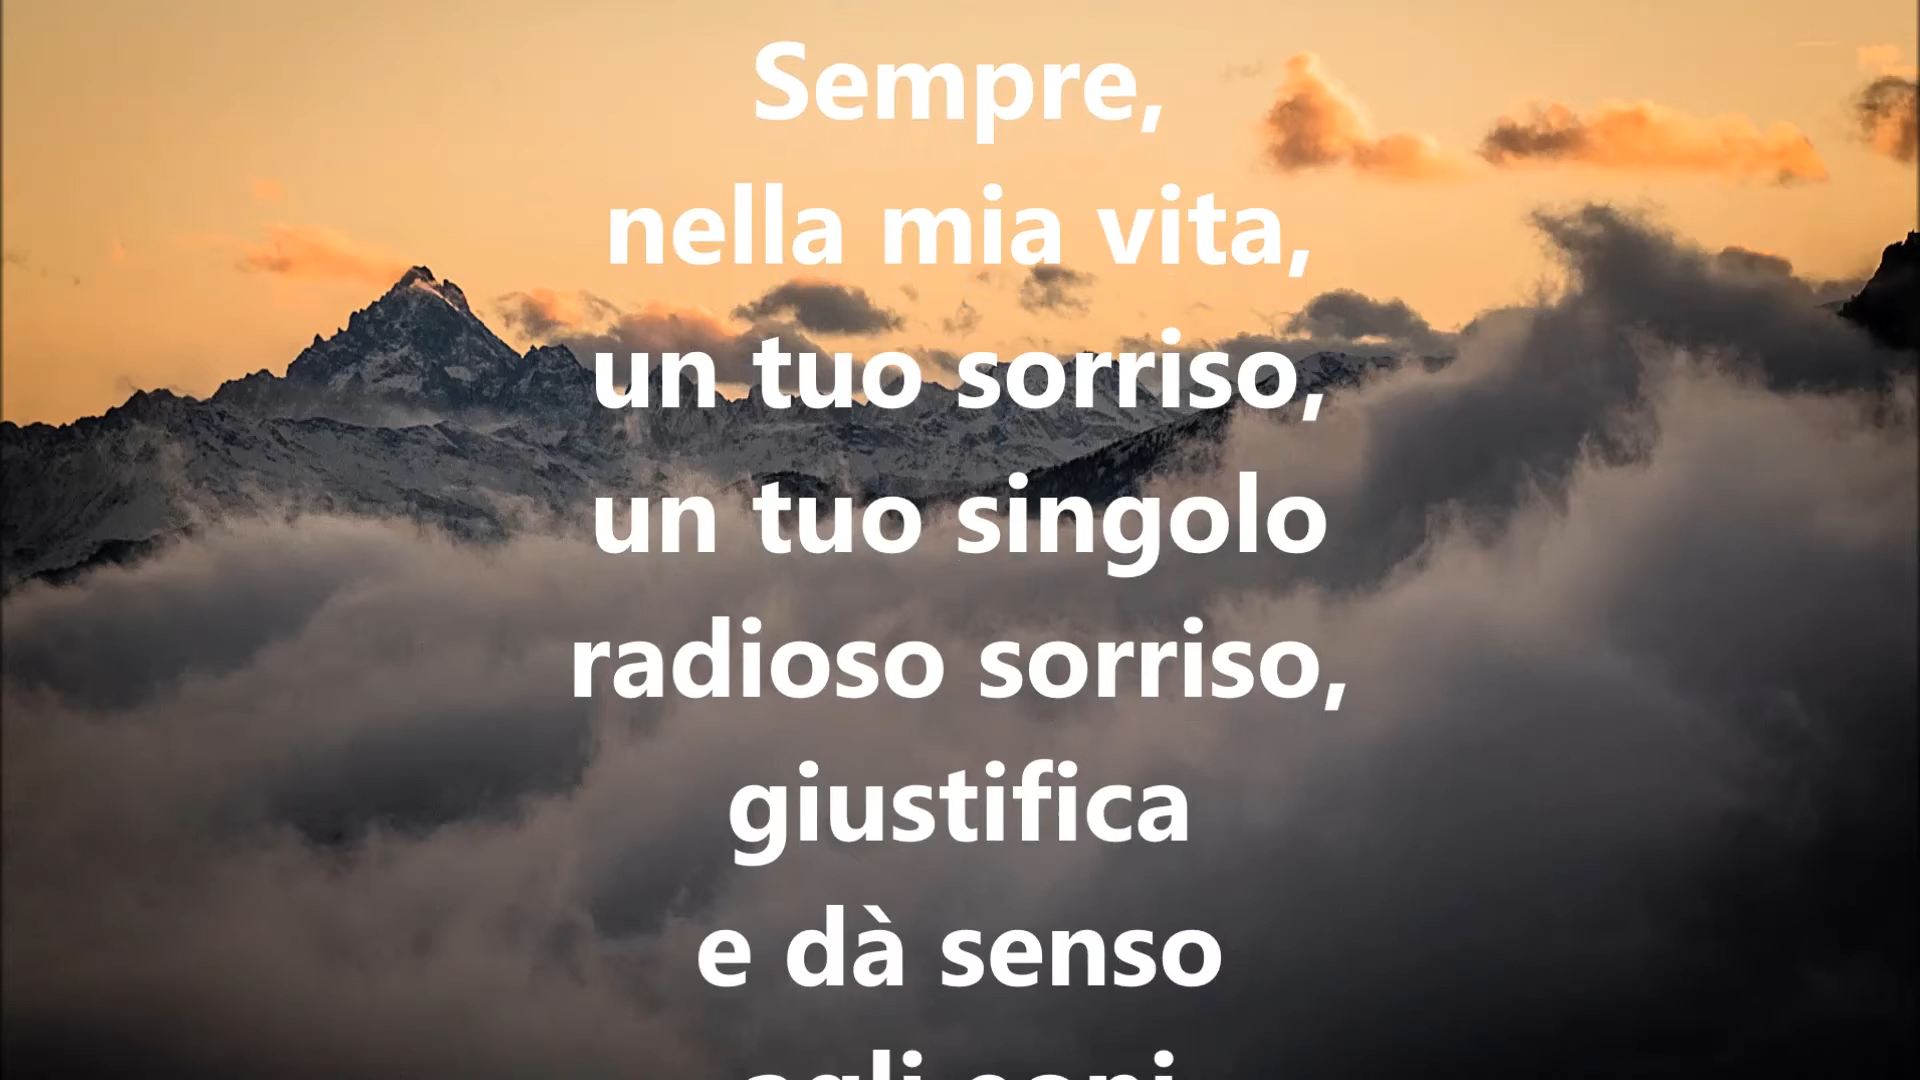 Sempre,
nella mia vita,
un tuo sorriso,
un tuo singolo
radioso sorriso,
giustifica
e dà senso